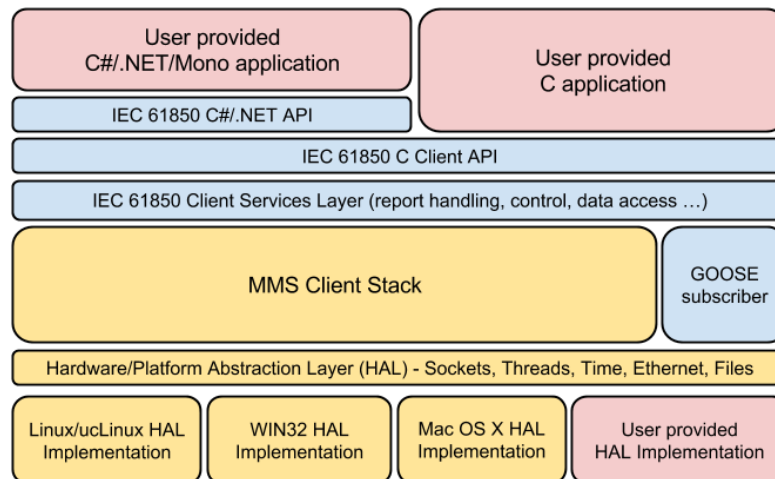 User provided
C#/.NET/Mono application
User provided
C application
IEC 61850 C#/.NET API
IEC 61850 C Client API
IEC 61850 Client Services Layer (report handling, control, data access …)
MMS Client Stack
GOOSE
subscriber
Hardware/Platform Abstraction Layer (HAL) - Sockets, Threads, Time, Ethernet, Files
Linux/ucLinux HAL
Implementation
WIN32 HAL
Implementation
Mac OS X HAL
Implementation
User provided
HAL Implementation